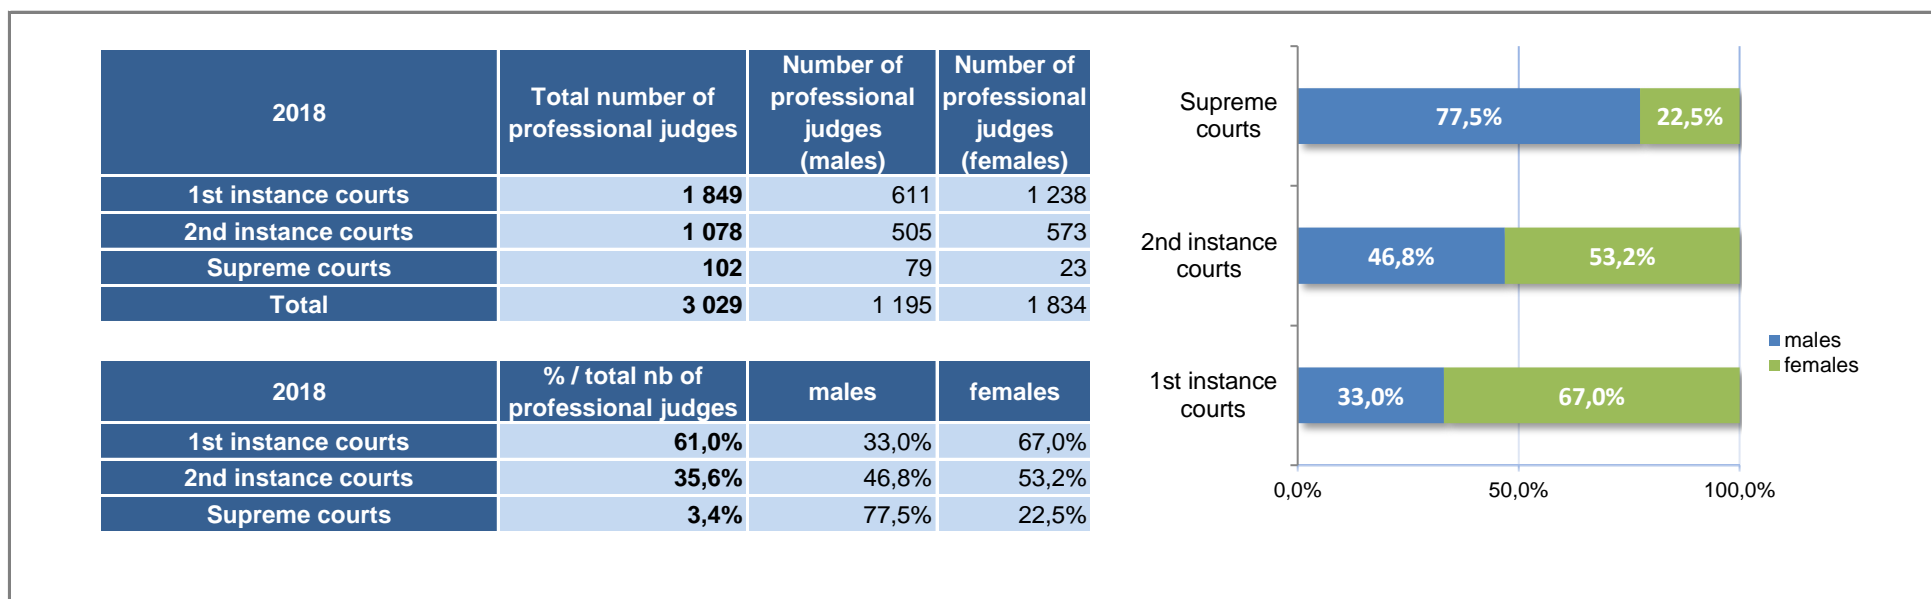 2018
Total number of
professional judges
Number of
professional
judges
(males)
Number of
professional
judges
(females)
1st instance courts 1 849 611 1 238
2nd instance courts 1 078 505 573
Supreme courts 102 79 23
Total 3 029 1 195 1 834
2018
% / total nb of
professional judges
males
females
1st instance courts 61,0% 33,0% 67,0%
2nd instance courts 35,6% 46,8% 53,2%
Supreme courts 3,4% 77,5% 22,5%
Supreme
courts
77,5% 22,5%
2nd instance
courts
46,8% 53,2%
1st instance
courts
33,0% 67,0%
0,0% 50,0% 100,0%
males
females